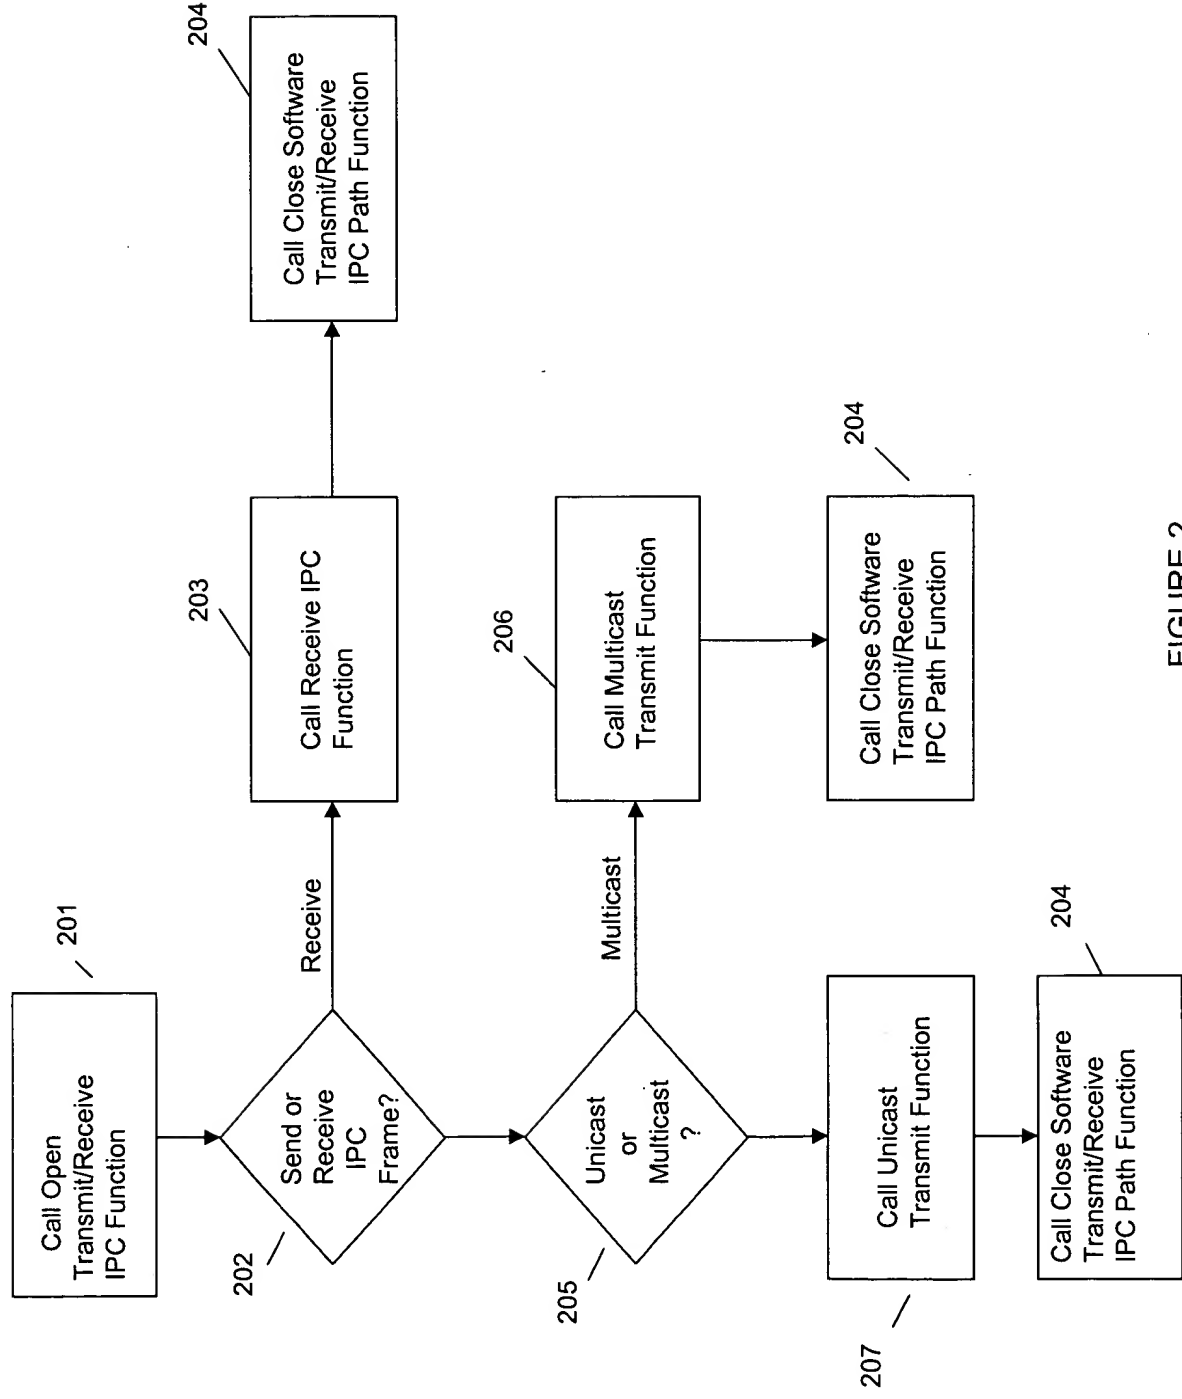 201
Call Open
Transmit/Receive
IPC Function
202
Send or
Receive
IPC
Frame?
Receive
203
Call Receive IPC
Function
204
Call Close Software
Transmit/Receive
IPC Path Function
205
Unicast
or
Multicast
?
Multicast
206
Call Multicast
Transmit Function
204
Call Close Software
Transmit/Receive
IPC Path Function
207
Call Unicast
Transmit Function
204
Call Close Software
Transmit/Receive
IPC Path Function
FIGURE 2